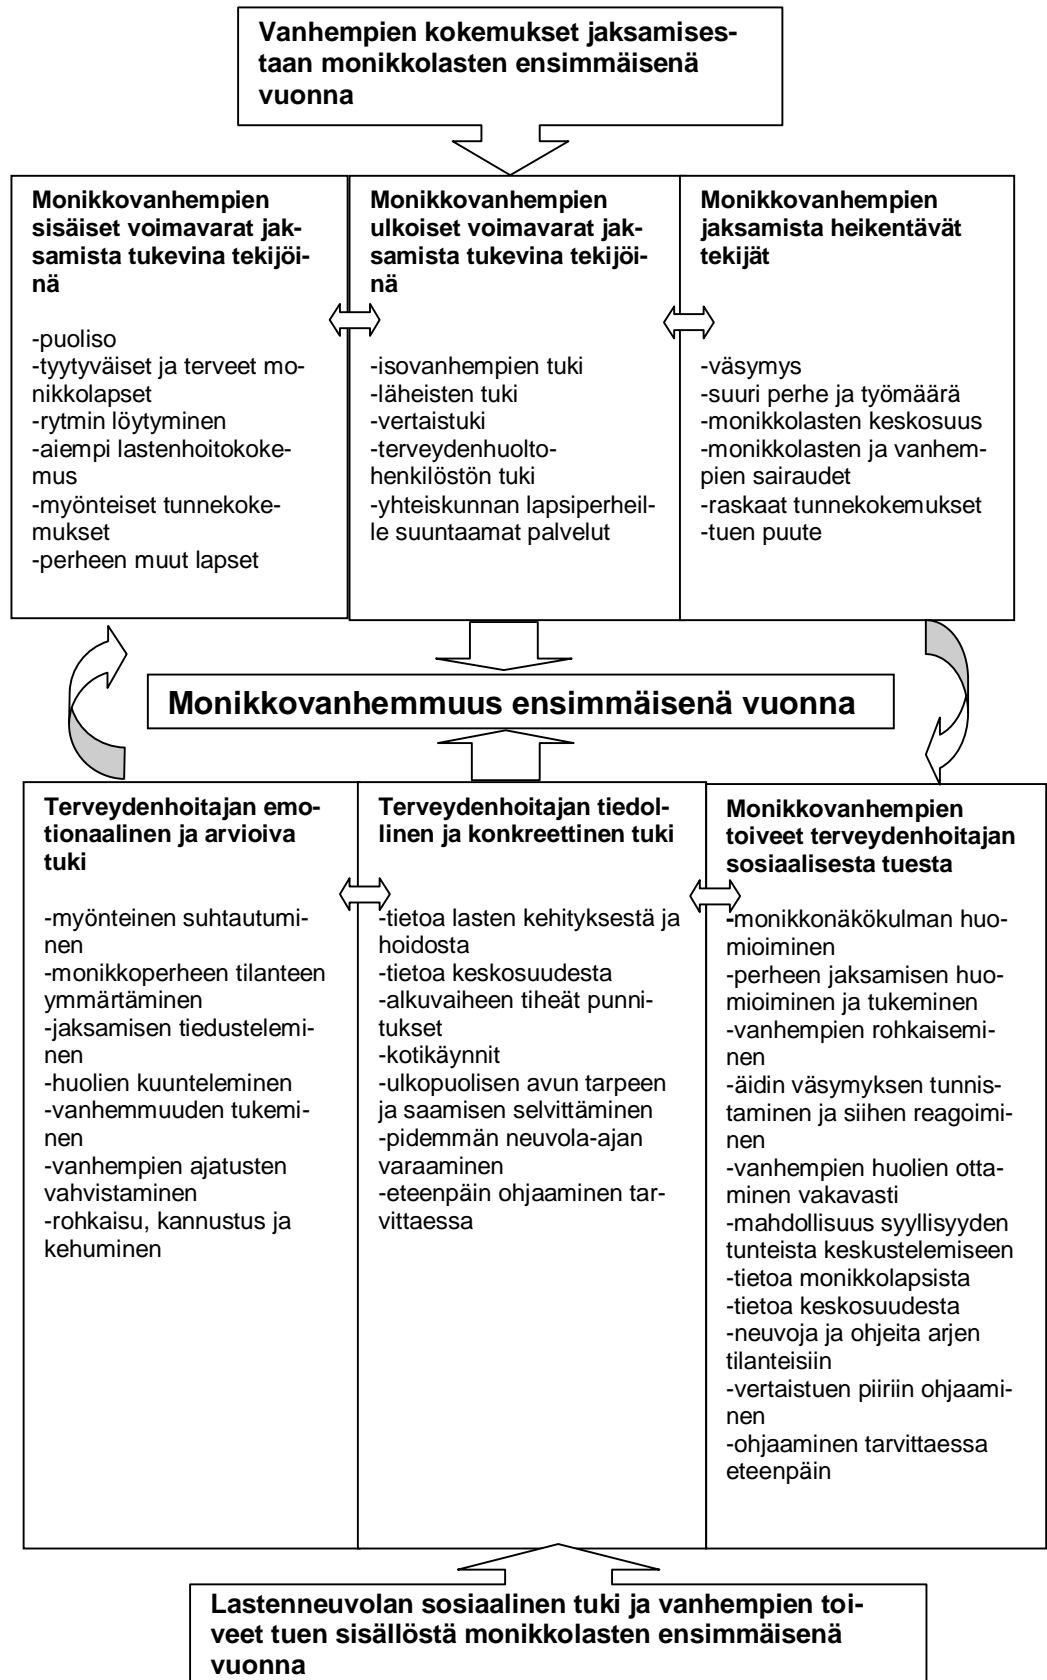 Vanhempien kokemukset jaksamises-
taan monikkolasten ensimmäisenä
vuonna
Monikkovanhempien
sisäiset voimavarat jak-
samista tukevina tekijöi-
nä
-puoliso
-tyytyväiset ja terveet mo-
nikkolapset
-rytmin löytyminen
-aiempi lastenhoitokoke-
mus
-myönteiset tunnekoke-
mukset
-perheen muut lapset
Monikkovanhempien
ulkoiset voimavarat jak-
samista tukevina tekijöi-
nä
-isovanhempien tuki
-läheisten tuki
-vertaistuki
-terveydenhuolto-
henkilöstön tuki
-yhteiskunnan lapsiperheil-
le suuntaamat palvelut
Monikkovanhempien
jaksamista heikentävät
tekijät
-väsymys
-suuri perhe ja työmäärä
-monikkolasten keskosuus
-monikkolasten ja vanhem-
pien sairaudet
-raskaat tunnekokemukset
-tuen puute
Monikkovanhemmuus ensimmäisenä vuonna
Terveydenhoitajan emo-
tionaalinen ja arvioiva
tuki
-myönteinen suhtautumi-
nen
-monikkoperheen tilanteen
ymmärtäminen
-jaksamisen tiedustelemi-
nen
-huolien kuunteleminen
-vanhemmuuden tukemi-
nen
-vanhempien ajatusten
vahvistaminen
-rohkaisu, kannustus ja
kehuminen
Terveydenhoitajan tiedol-
linen ja konkreettinen tuki
-tietoa lasten kehityksestä ja
hoidosta
-tietoa keskosuudesta
-alkuvaiheen tiheät punni-
tukset
-kotikäynnit
-ulkopuolisen avun tarpeen
ja saamisen selvittäminen
-pidemmän neuvola-ajan
varaaminen
-eteenpäin ohjaaminen tar-
vittaessa
Monikkovanhempien
toiveet terveydenhoitajan
sosiaalisesta tuesta
-monikkonäkökulman huo-
mioiminen
-perheen jaksamisen huo-
mioiminen ja tukeminen
-vanhempien rohkaisemi-
nen
-äidin väsymyksen tunnis-
taminen ja siihen reagoimi-
nen
-vanhempien huolien otta-
minen vakavasti
-mahdollisuus syyllisyyden
tunteista keskustelemiseen
-tietoa monikkolapsista
-tietoa keskosuudesta
-neuvoja ja ohjeita arjen
tilanteisiin
-vertaistuen piiriin ohjaami-
nen
-ohjaaminen tarvittaessa
eteenpäin
Lastenneuvolan sosiaalinen tuki ja vanhempien toi-
veet tuen sisällöstä monikkolasten ensimmäisenä
vuonna